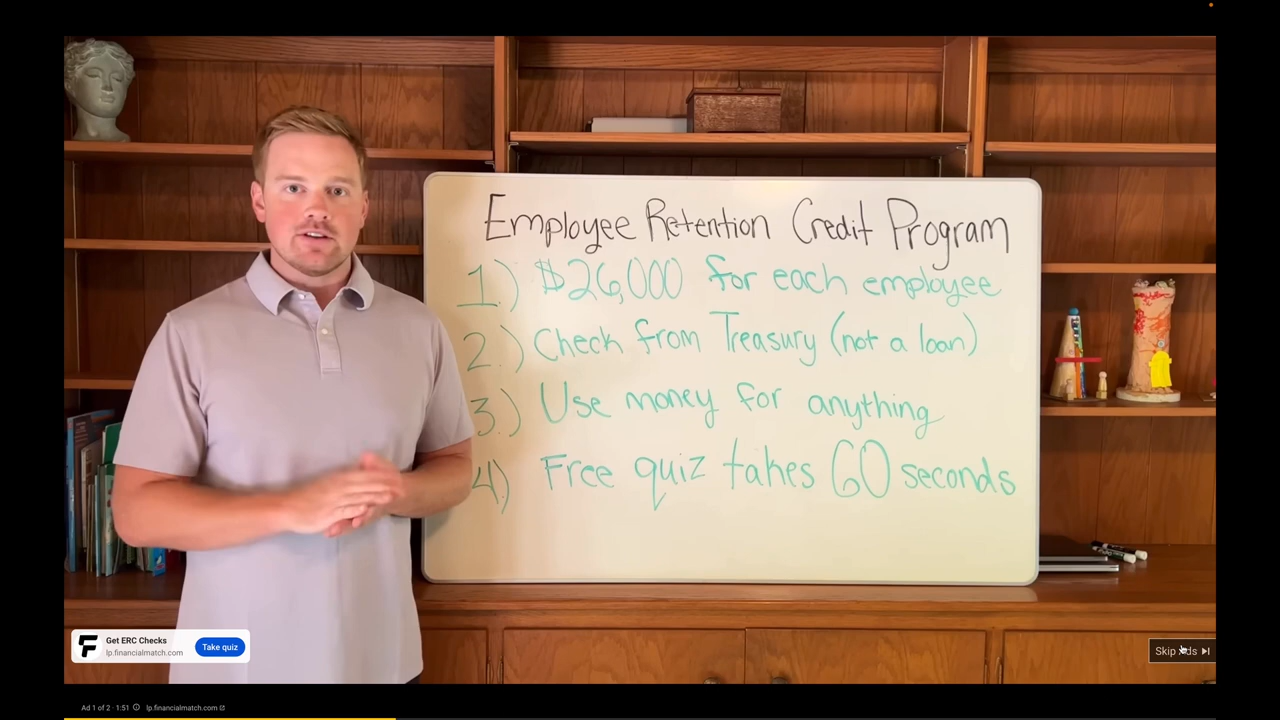 Employee Retention Credit Program
1.) $26,000 for each employee
2.) Check from Treasury (not a loan)
3.) Use money for anything
4.) Free quiz takes 60 seconds
Get ERC Checks
lp.financialmatch.com
Take quiz
Skip Ads
Ad 1 of 2 · 1:51
lp.financialmatch.com